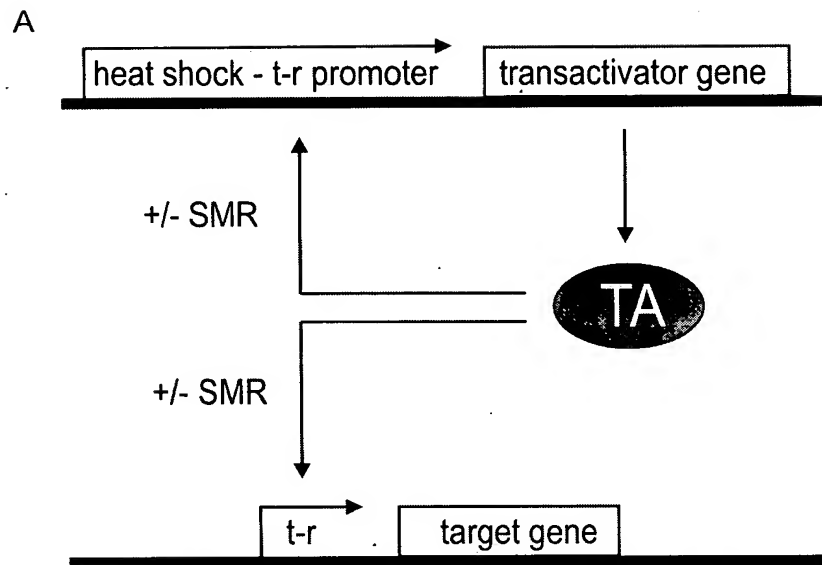 A
heat shock - t-r promoter
transactivator gene
+/- SMR
TA
+/- SMR
t-r
target gene